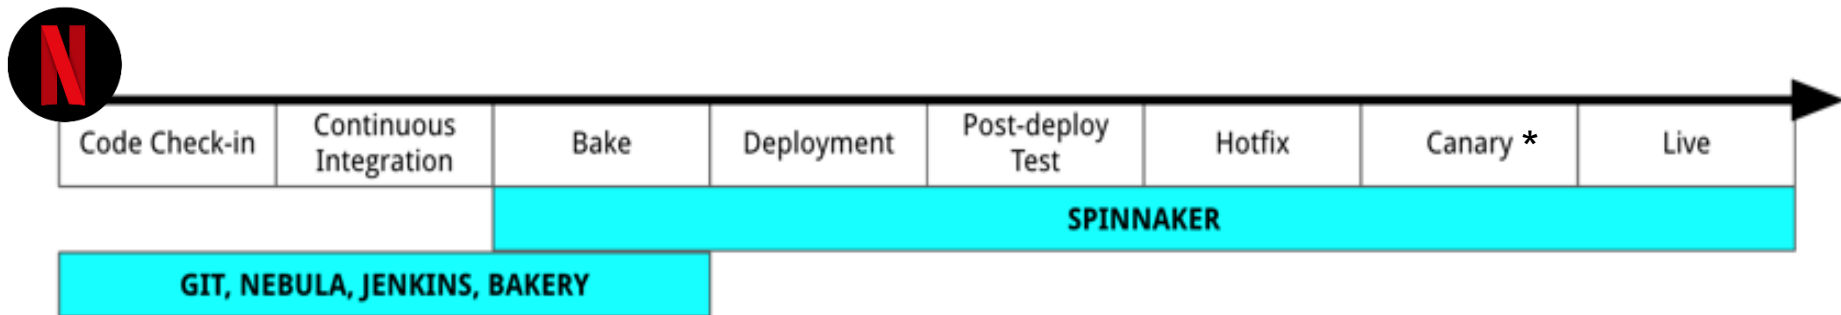 N
Code Check-in
Continuous
Integration
Bake
Deployment
Post-deploy
Test
Hotfix
Canary *
Live
SPINNAKER
GIT, NEBULA, JENKINS, BAKERY